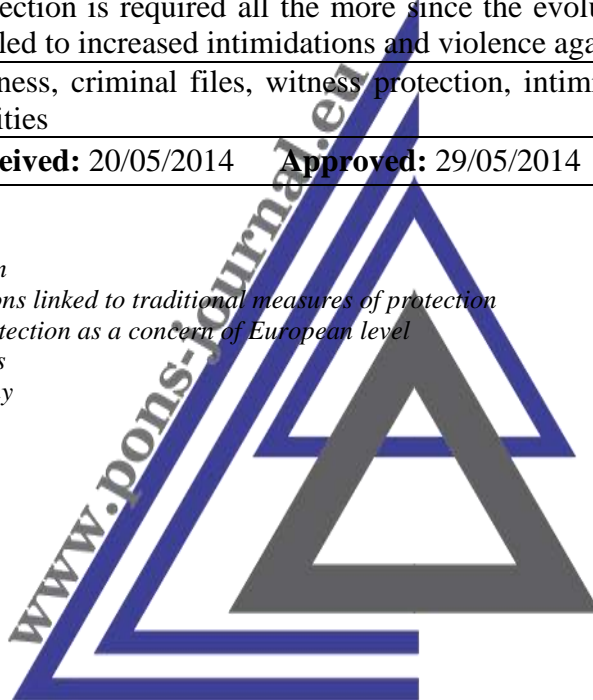 ection is required all the more since the evolu
led to increased intimidations and violence aga
ness, criminal files, witness protection, intimi
ities
eived: 20/05/2014 Approved: 29/05/2014
n
ons linked to traditional measures of protection
tection as a concern of European level
s
y
www.pons-journal.eu